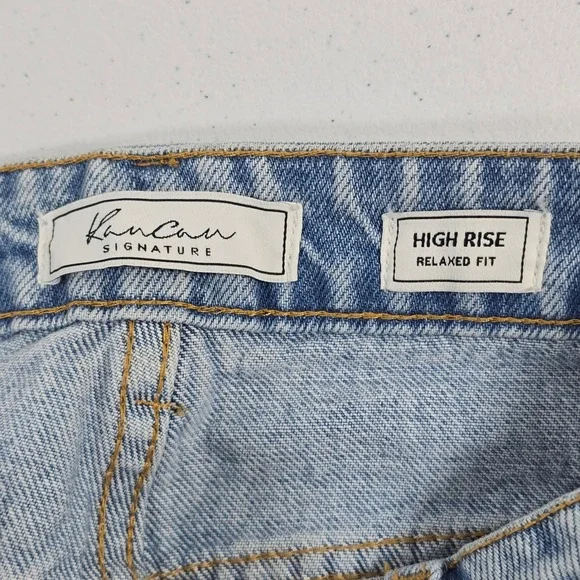 KanCan
SIGNATURE
HIGH RISE
RELAXED FIT